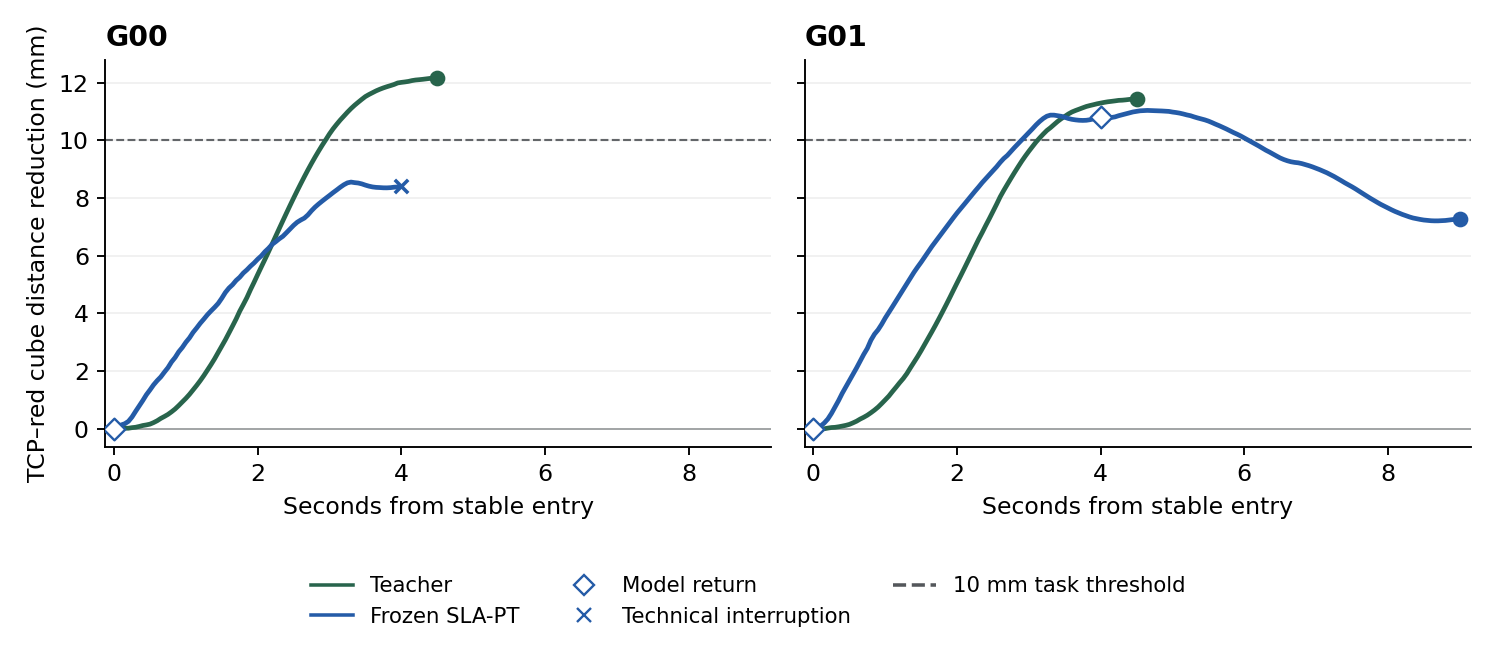 G00
G01
TCP–red cube distance reduction (mm)
12
10
8
6
4
2
0
0 2 4 6 8
0 2 4 6 8
Seconds from stable entry
Seconds from stable entry
Teacher
Model return
10 mm task threshold
Frozen SLA-PT
Technical interruption